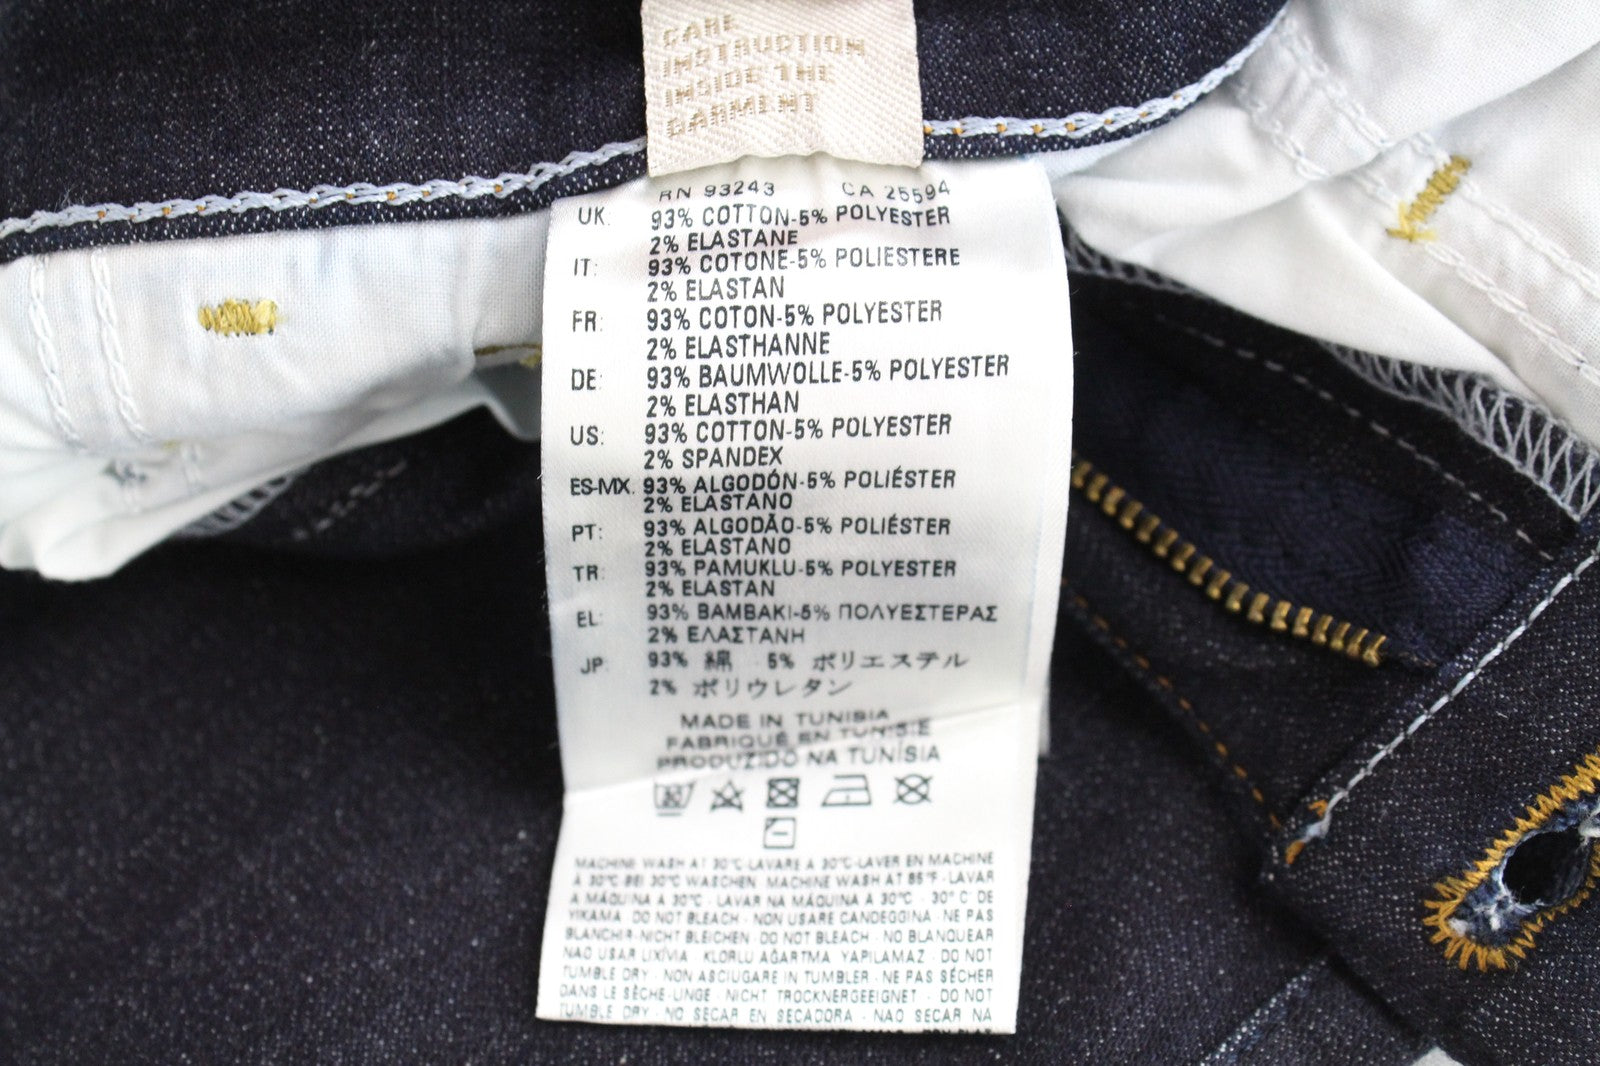 CARE
INSTRUCTION
INSIDE THE
GARMENT
RN 93243 CA 25594
UK: 93% COTTON-5% POLYESTER
2% ELASTANE
IT: 93% COTONE-5% POLIESTERE
2% ELASTAN
FR: 93% COTON-5% POLYESTER
2% ELASTHANNE
DE: 93% BAUMWOLLE-5% POLYESTER
2% ELASTHAN
US: 93% COTTON-5% POLYESTER
2% SPANDEX
ES-MX. 93% ALGODÓN-5% POLIÉSTER
2% ELASTANO
PT: 93% ALGODÃO-5% POLIÉSTER
2% ELASTANO
TR: 93% PAMUKLU-5% POLYESTER
2% ELASTAN
EL: 93% BAMBAKI-5% ΠΟΛΥΕΣΤΕΡΑΣ
2% ΕΛΑΣΤΑΝΗ
JP: 93% 綿 5% ポリエステル
2% ポリウレタン
MADE IN TUNISIA
FABRIQUE EN TUNISIE
PRODUZIDO NA TUNÍSIA
MACHINE WASH AT 30°C-LAVARE A 30°C-LAVER EN MACHINE
A 30°C-BEI 30°C WASCHEN. MACHINE WASH AT 85°F-LAVAR
A MÁQUINA A 30°C - LAVAR NA MÁQUINA A 30°C - 30° C' DE
YIKAMA DO NOT BLEACH - NON USARE CANDEGGINA - NE PAS
BLANCHIR-NICHT BLEICHEN-DO NOT BLEACH - NO BLANQUEAR
NAO USAR LIXÍVIA - KLORLU AĞARTMA YAPILAMAZ - DO NOT
TUMBLE DRY - NON ASCIUGARE IN TUMBLER - NE PAS SÉCHER
DANS LE SÈCHE-LINGE - NICHT TROCKNERGEEIGNET - DO NOT
TUMBLE DRY - NO SECAR EN SECADORA - NAO SECAR NA